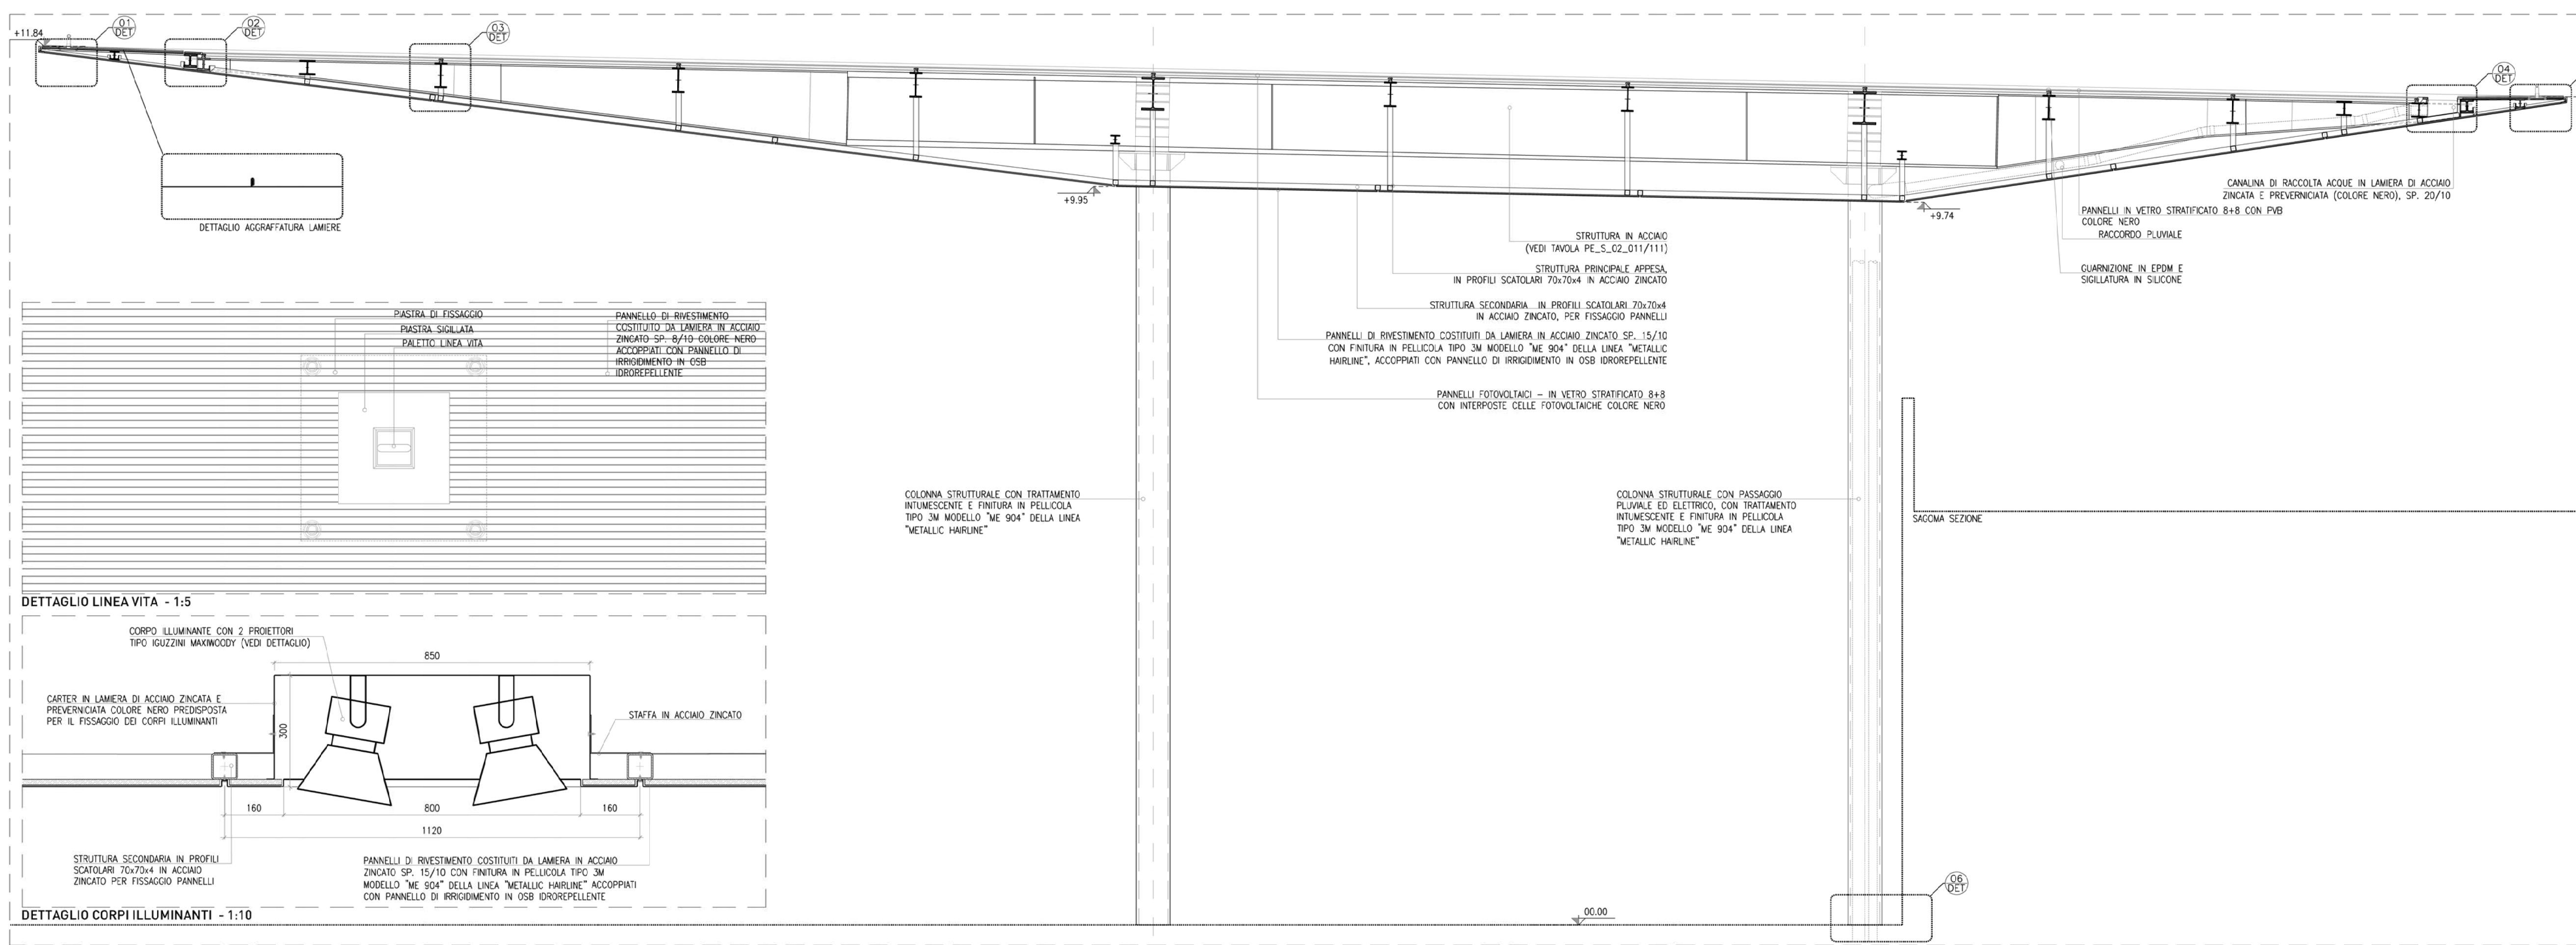 +11.84
01
DET
02
DET
03
DET
04
DET
DETTAGLIO AGGRAFFATURA LAMIERE
+9.95
+9.74
CANALINA DI RACCOLTA ACQUE IN LAMIERA DI ACCIAIO
ZINCATA E PREVERNICIATA (COLORE NERO), SP. 20/10
PANNELLI IN VETRO STRATIFICATO 8+8 CON PVB
COLORE NERO
RACCORDO PLUVIALE
GUARNIZIONE IN EPDM E
SIGILLATURA IN SILICONE
STRUTTURA IN ACCIAIO
(VEDI TAVOLA PE_S_02_011/111)
STRUTTURA PRINCIPALE APPESA,
IN PROFILI SCATOLARI 70x70x4 IN ACCIAIO ZINCATO
STRUTTURA SECONDARIA IN PROFILI SCATOLARI 70x70x4
IN ACCIAIO ZINCATO, PER FISSAGGIO PANNELLI
PANNELLI DI RIVESTIMENTO COSTITUITI DA LAMIERA IN ACCIAIO ZINCATO SP. 15/10
CON FINITURA IN PELLICOLA TIPO 3M MODELLO "ME 904" DELLA LINEA "METALLIC
HAIRLINE", ACCOPPIATI CON PANNELLO DI IRRIGIDIMENTO IN OSB IDROREPELLENTE
PANNELLI FOTOVOLTAICI – IN VETRO STRATIFICATO 8+8
CON INTERPOSTE CELLE FOTOVOLTAICHE COLORE NERO
PIASTRA DI FISSAGGIO
PIASTRA SIGILLATA
PALETTO LINEA VITA
PANNELLO DI RIVESTIMENTO
COSTITUITO DA LAMIERA IN ACCIAIO
ZINCATO SP. 8/10 COLORE NERO
ACCOPPIATI CON PANNELLO DI
IRRIGIDIMENTO IN OSB
IDROREPELLENTE
DETTAGLIO LINEA VITA - 1:5
COLONNA STRUTTURALE CON TRATTAMENTO
INTUMESCENTE E FINITURA IN PELLICOLA
TIPO 3M MODELLO "ME 904" DELLA LINEA
"METALLIC HAIRLINE"
COLONNA STRUTTURALE CON PASSAGGIO
PLUVIALE ED ELETTRICO, CON TRATTAMENTO
INTUMESCENTE E FINITURA IN PELLICOLA
TIPO 3M MODELLO "ME 904" DELLA LINEA
"METALLIC HAIRLINE"
SAGOMA SEZIONE
CORPO ILLUMINANTE CON 2 PROIETTORI
TIPO IGUZZINI MAXIWOODY (VEDI DETTAGLIO)
850
CARTER IN LAMIERA DI ACCIAIO ZINCATA E
PREVERNICIATA COLORE NERO PREDISPOSTA
PER IL FISSAGGIO DEI CORPI ILLUMINANTI
300
STAFFA IN ACCIAIO ZINCATO
160
800
160
1120
STRUTTURA SECONDARIA IN PROFILI
SCATOLARI 70x70x4 IN ACCIAIO
ZINCATO PER FISSAGGIO PANNELLI
PANNELLI DI RIVESTIMENTO COSTITUITI DA LAMIERA IN ACCIAIO
ZINCATO SP. 15/10 CON FINITURA IN PELLICOLA TIPO 3M
MODELLO "ME 904" DELLA LINEA "METALLIC HAIRLINE" ACCOPPIATI
CON PANNELLO DI IRRIGIDIMENTO IN OSB IDROREPELLENTE
DETTAGLIO CORPI ILLUMINANTI - 1:10
00.00
06
DET